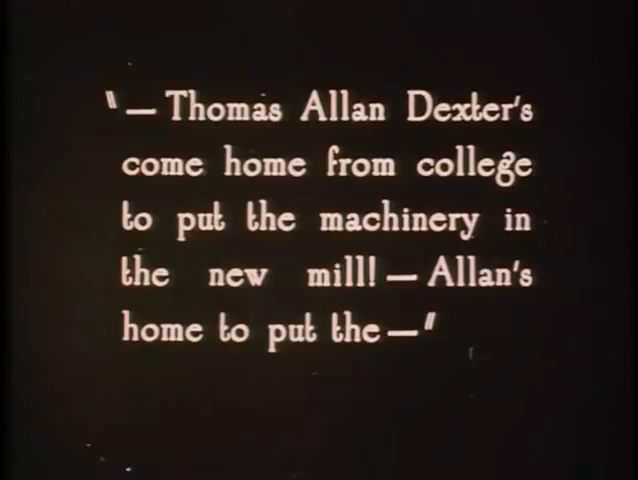 "— Thomas Allan Dexter's
come home from college
to put the machinery in
the new mill! — Allan's
home to put the —"